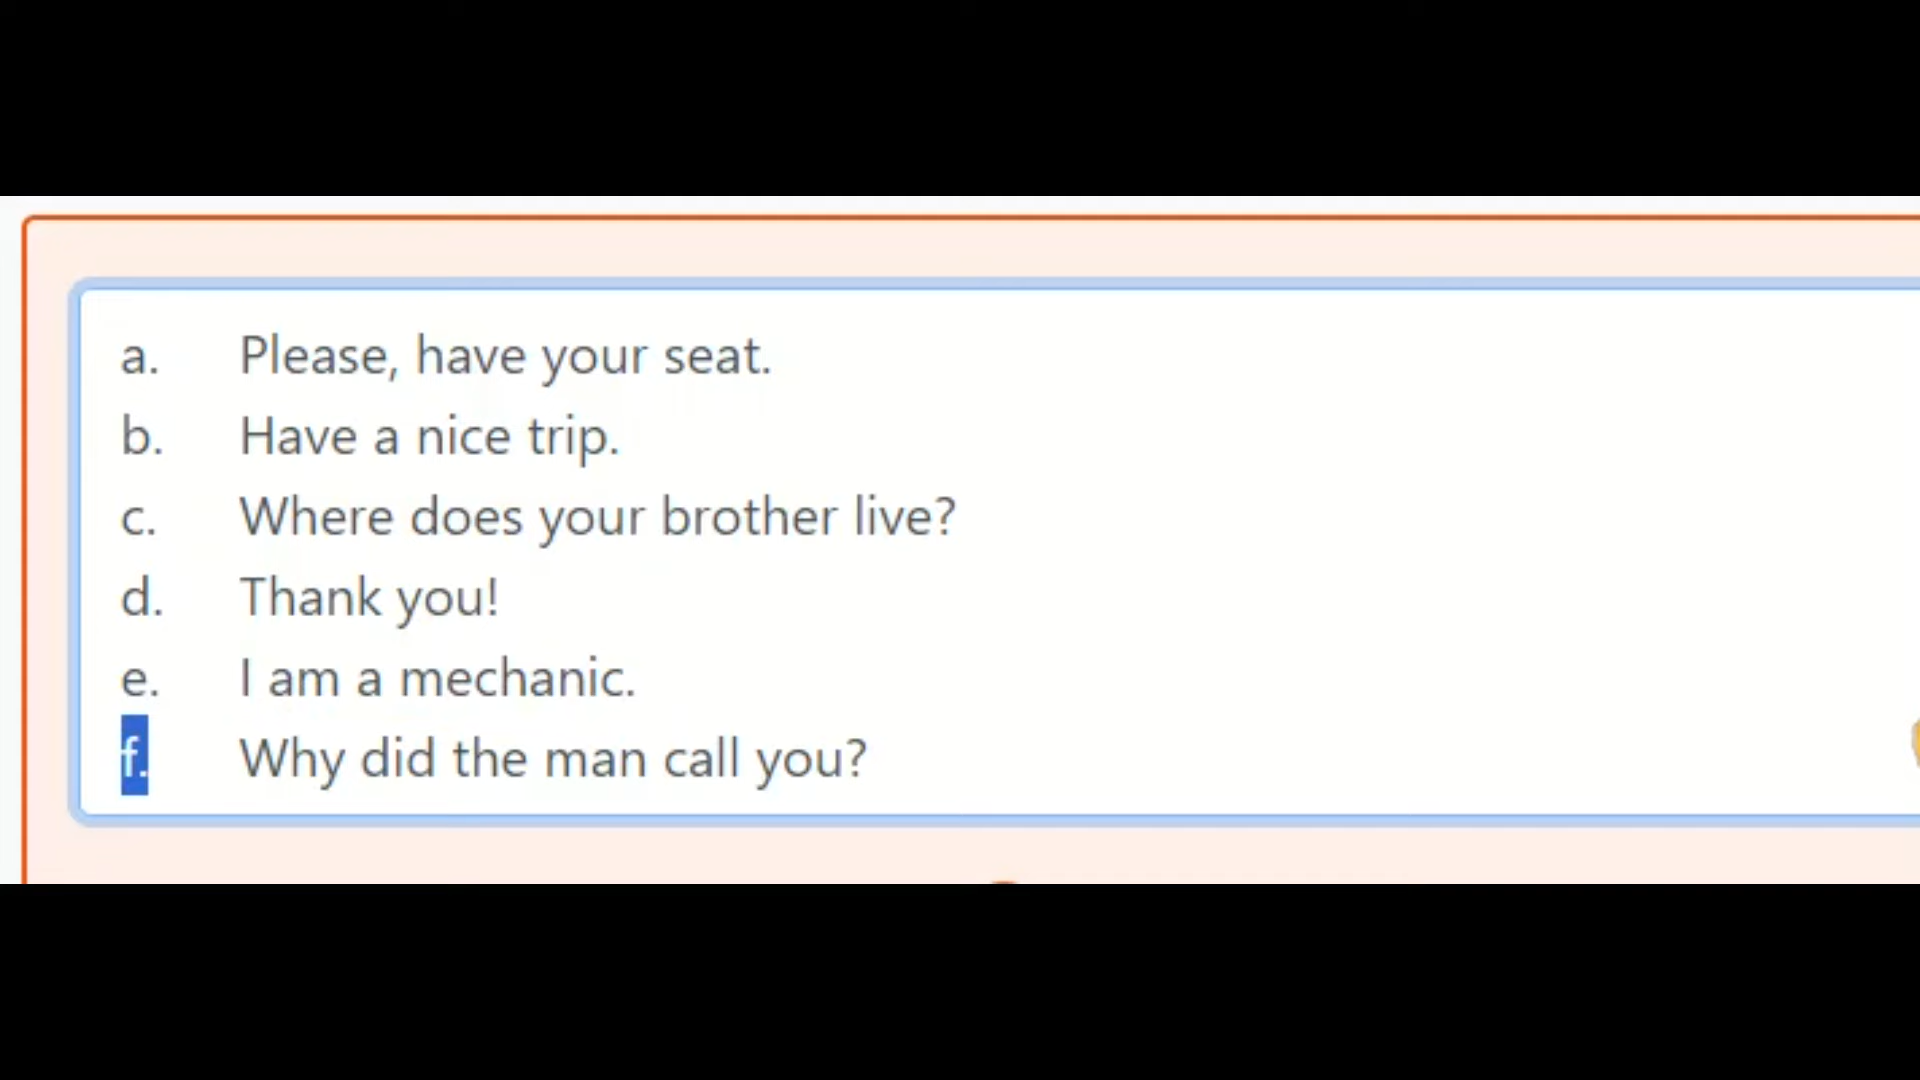 a. Please, have your seat.
b. Have a nice trip.
c. Where does your brother live?
d. Thank you!
e. I am a mechanic.
f. Why did the man call you?